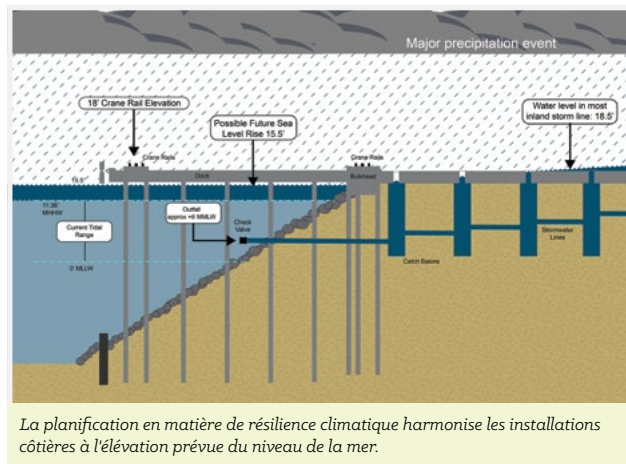 Major precipitation event
18' Crane Rail Elevation
Water level in most
inland storm line: 18.5'
Possible Future Sea
Level Rise 15.5'
Crane Rails
Crane Rails
15.5'
Dock
Bulkhead
11.36'
MHHW
Outfall
approx +6 MMLW
Check
Valve
Current Tidal
Range
Stormwater
Lines
0' MLLW
Catch Basins
La planification en matière de résilience climatique harmonise les installations
côtières à l'élévation prévue du niveau de la mer.